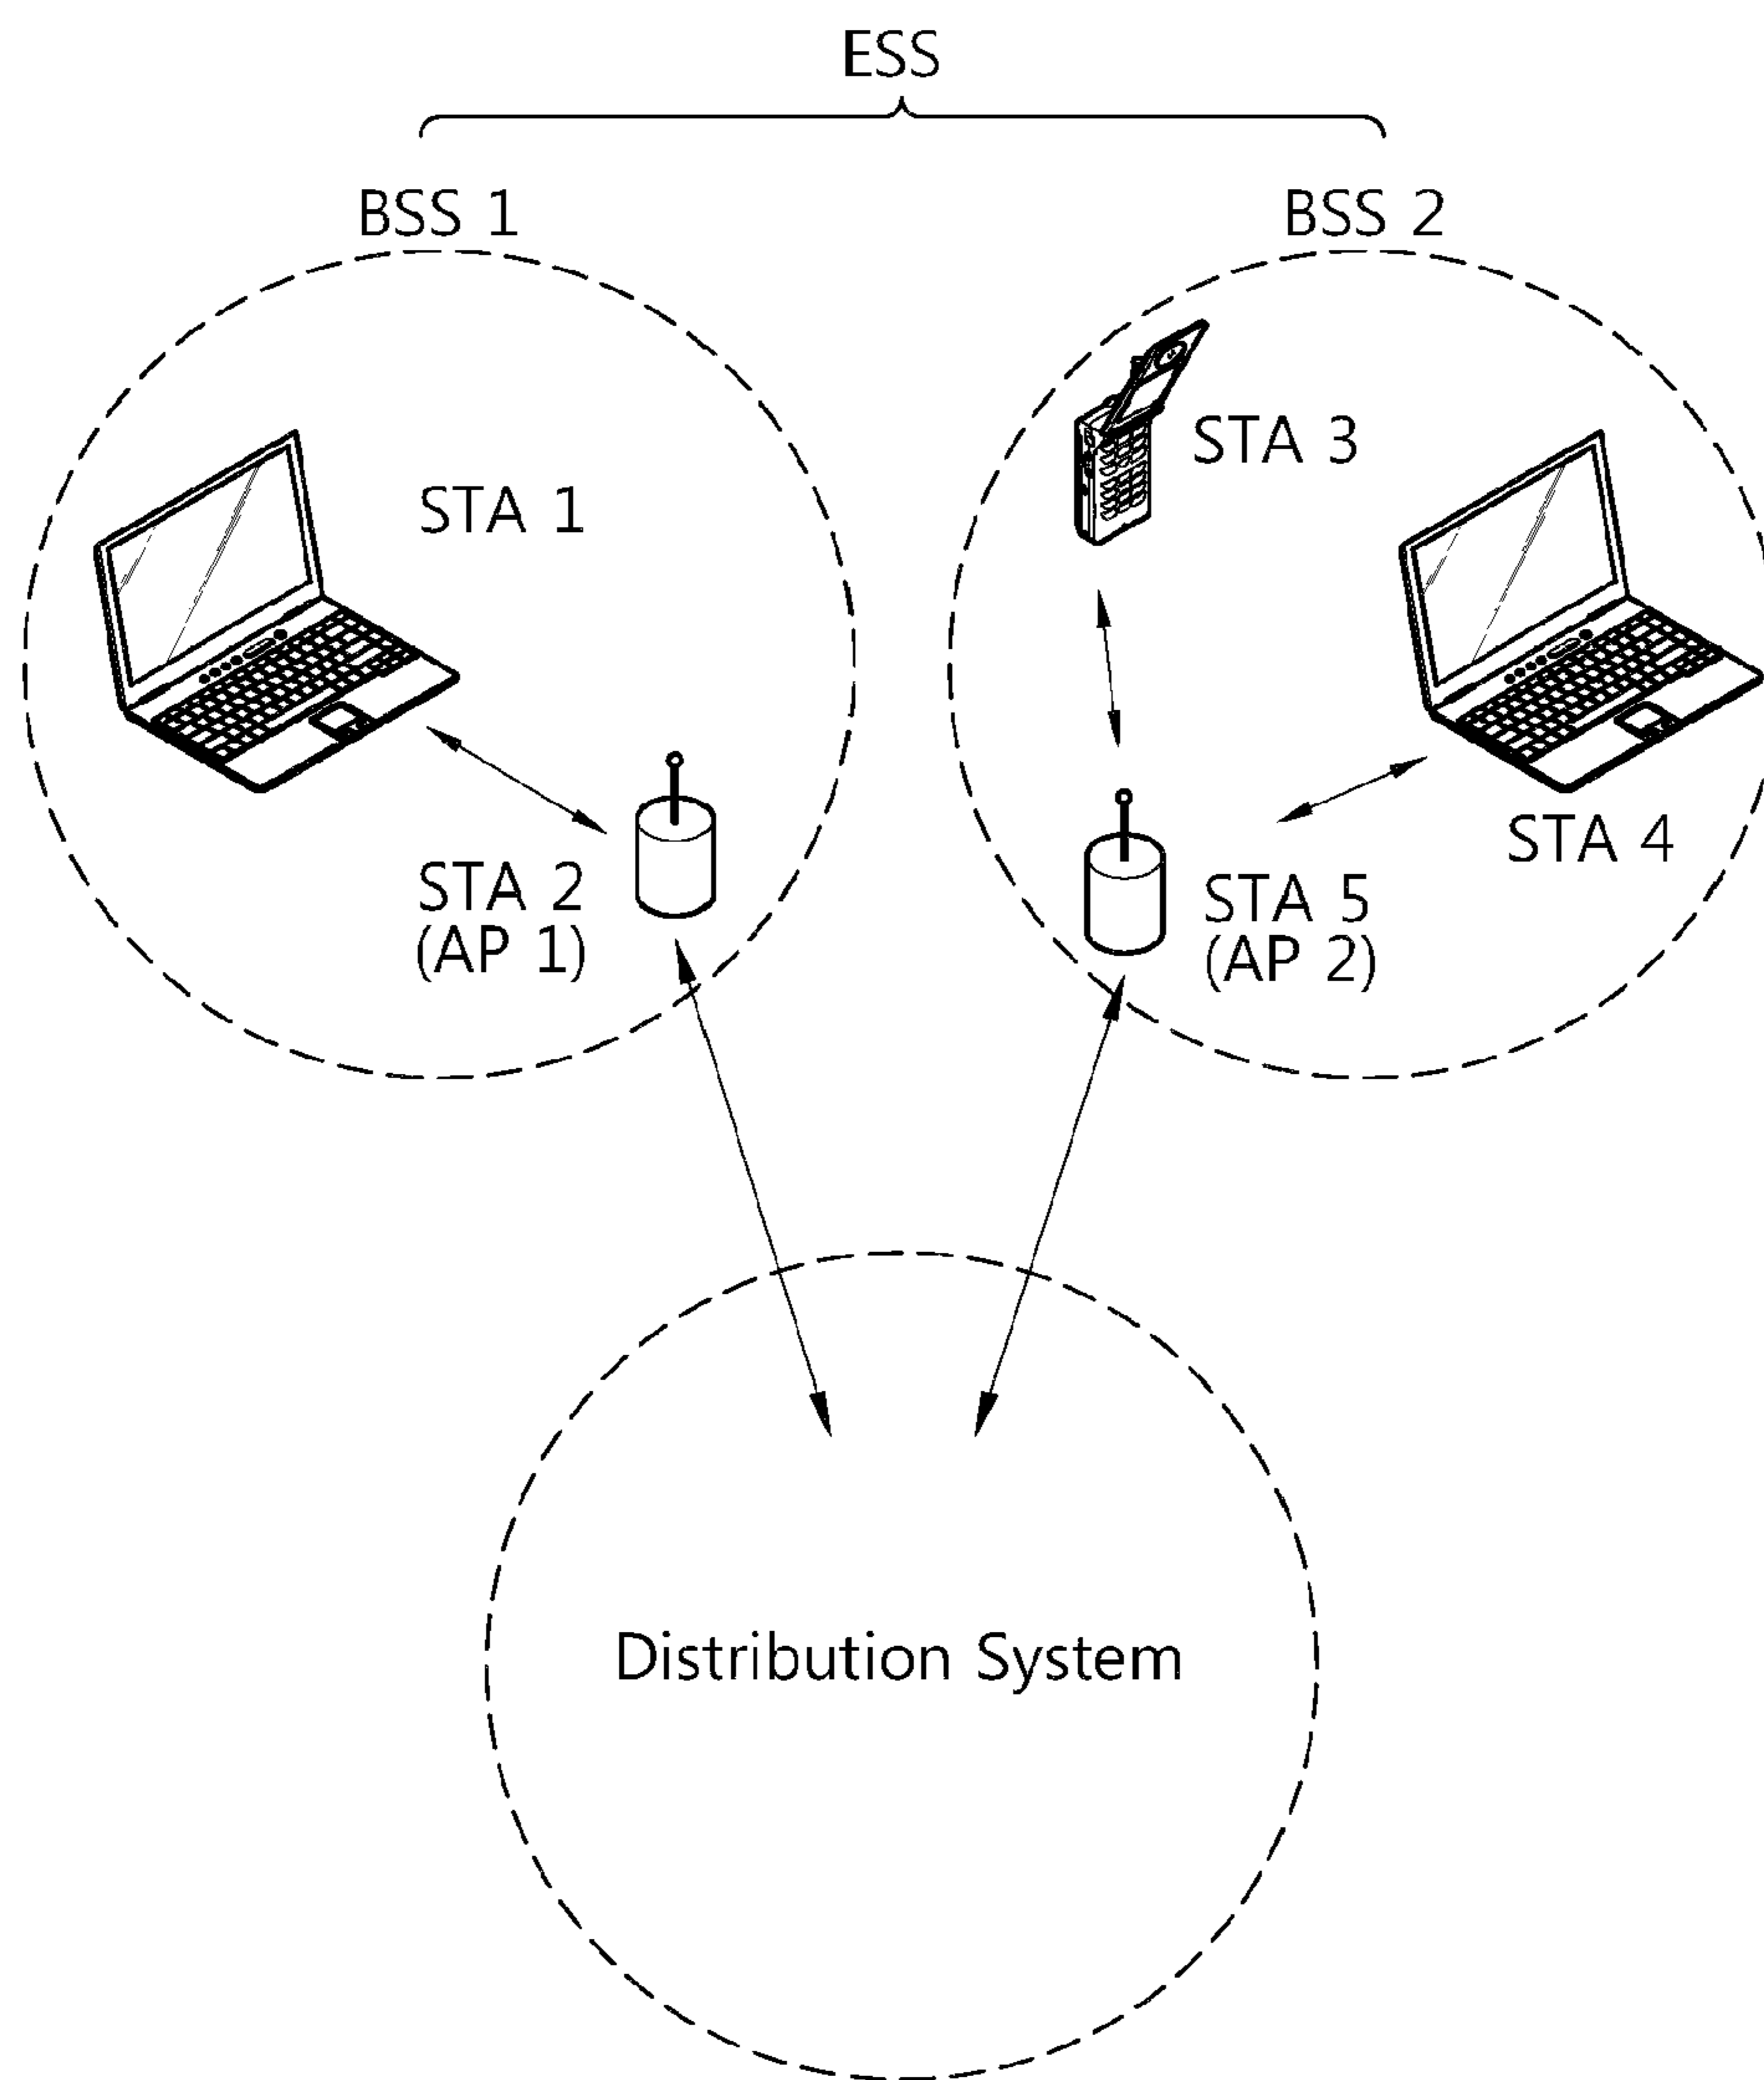 ESS
BSS 1
BSS 2
STA 1
STA 3
STA 2
(AP 1)
STA 4
STA 5
(AP 2)
Distribution System